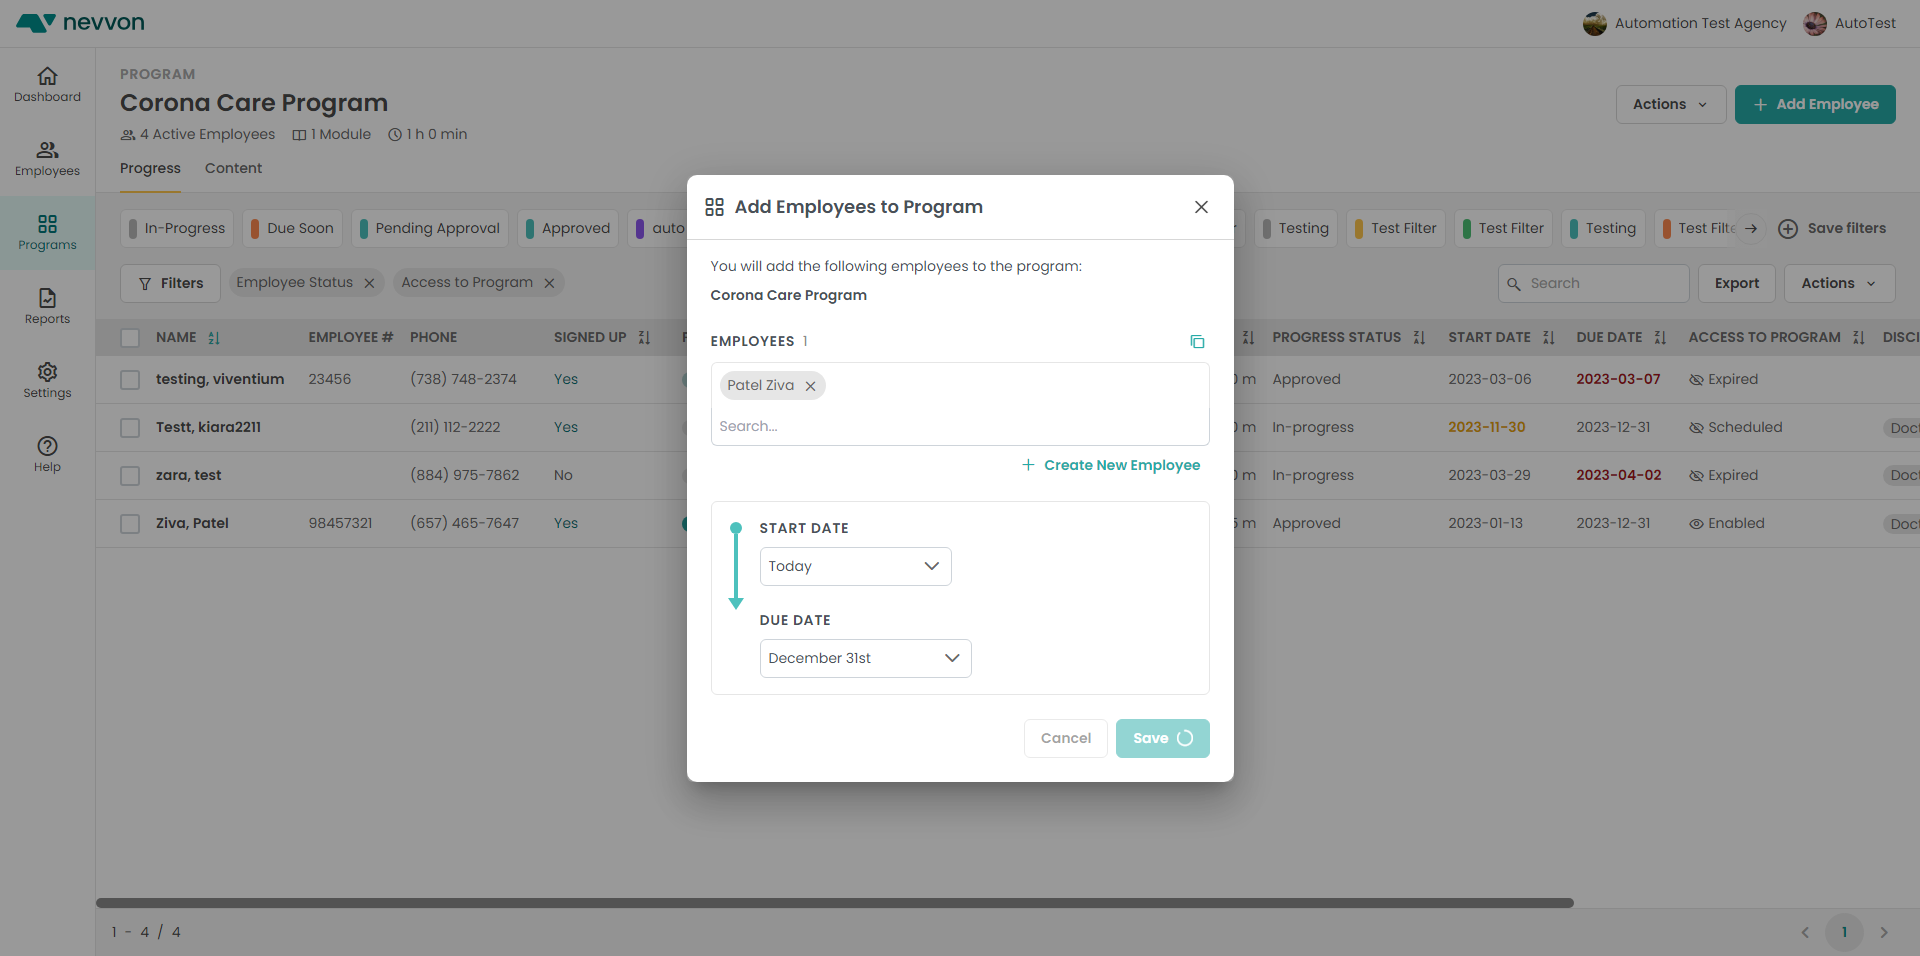 nevvon
Automation Test Agency
AutoTest
Dashboard
Employees
Programs
Reports
Settings
Help
PROGRAM
Corona Care Program
4 Active Employees 1 Module 1 h 0 min
Actions
Add Employee
Progress Content
In-Progress Due Soon Pending Approval Approved auto Testing Test Filter Test Filter Testing Test Filte Save filters
Filters Employee Status Access to Program Search Export Actions
NAME EMPLOYEE # PHONE SIGNED UP PROGRESS STATUS START DATE DUE DATE ACCESS TO PROGRAM DISCI
testing, viventium 23456 (738) 748-2374 Yes 0 m Approved 2023-03-06 2023-03-07 Expired
Testt, kiara2211 (211) 112-2222 Yes 0 m In-progress 2023-11-30 2023-12-31 Scheduled Doct
zara, test (884) 975-7862 No 0 m In-progress 2023-03-29 2023-04-02 Expired Doct
Ziva, Patel 98457321 (657) 465-7647 Yes 5 m Approved 2023-01-13 2023-12-31 Enabled Doct
Add Employees to Program
You will add the following employees to the program:
Corona Care Program
EMPLOYEES 1
Patel Ziva
Search...
Create New Employee
START DATE
Today
DUE DATE
December 31st
Cancel Save
1 - 4 / 4
1